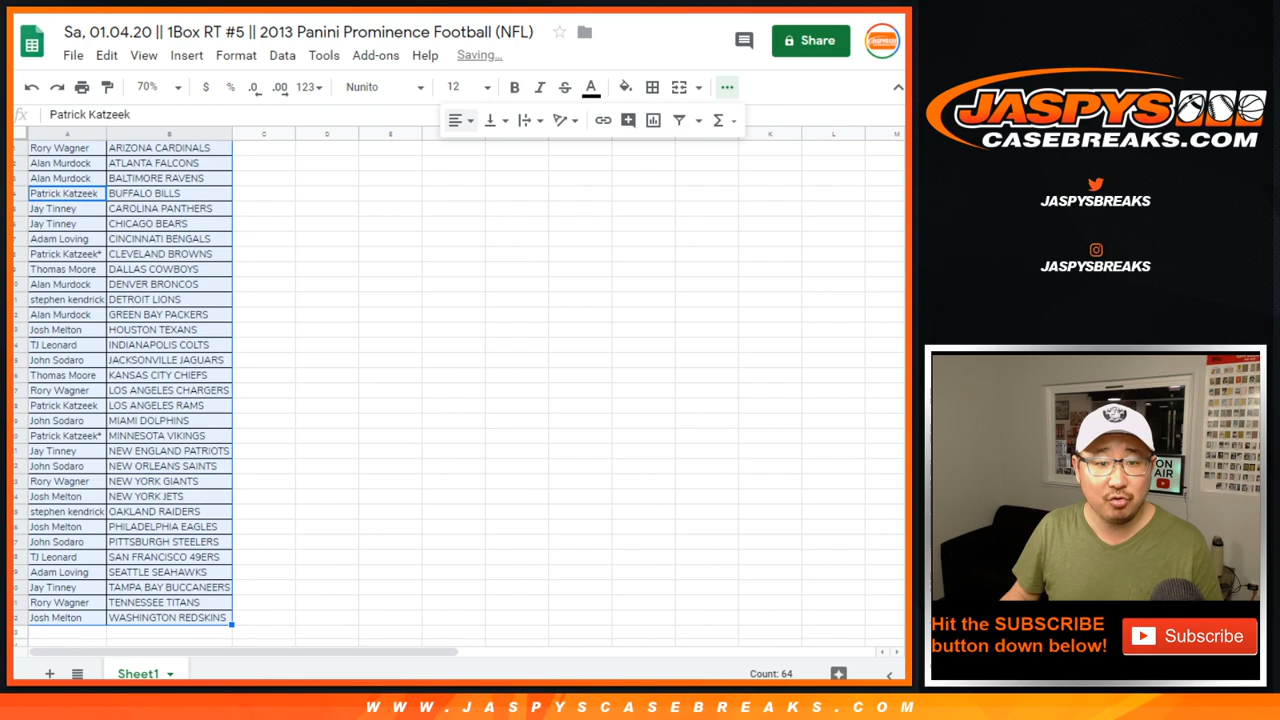 Sa, 01.04.20 || 1Box RT #5 || 2013 Panini Prominence Football (NFL)
File Edit View Insert Format Data Tools Add-ons Help Saving...
Share
70% $ % .0 .00 123 Nunito 12 B I S A
fx Patrick Katzeek
A B C D E K L M
Rory Wagner ARIZONA CARDINALS
Alan Murdock ATLANTA FALCONS
Alan Murdock BALTIMORE RAVENS
Patrick Katzeek BUFFALO BILLS
Jay Tinney CAROLINA PANTHERS
Jay Tinney CHICAGO BEARS
Adam Loving CINCINNATI BENGALS
Patrick Katzeek* CLEVELAND BROWNS
Thomas Moore DALLAS COWBOYS
Alan Murdock DENVER BRONCOS
stephen kendrick DETROIT LIONS
Alan Murdock GREEN BAY PACKERS
Josh Melton HOUSTON TEXANS
TJ Leonard INDIANAPOLIS COLTS
John Sodaro JACKSONVILLE JAGUARS
Thomas Moore KANSAS CITY CHIEFS
Rory Wagner LOS ANGELES CHARGERS
Patrick Katzeek LOS ANGELES RAMS
John Sodaro MIAMI DOLPHINS
Patrick Katzeek* MINNESOTA VIKINGS
Jay Tinney NEW ENGLAND PATRIOTS
John Sodaro NEW ORLEANS SAINTS
Rory Wagner NEW YORK GIANTS
Josh Melton NEW YORK JETS
stephen kendrick OAKLAND RAIDERS
Josh Melton PHILADELPHIA EAGLES
John Sodaro PITTSBURGH STEELERS
TJ Leonard SAN FRANCISCO 49ERS
Adam Loving SEATTLE SEAHAWKS
Jay Tinney TAMPA BAY BUCCANEERS
Rory Wagner TENNESSEE TITANS
Josh Melton WASHINGTON REDSKINS
Sheet1
Count: 64
JASPYS
CASEBREAKS.COM
JASPYSBREAKS
JASPYSBREAKS
ON
AIR
Hit the SUBSCRIBE
button down below!
Subscribe
WWW.JASPYSCASEBREAKS.COM